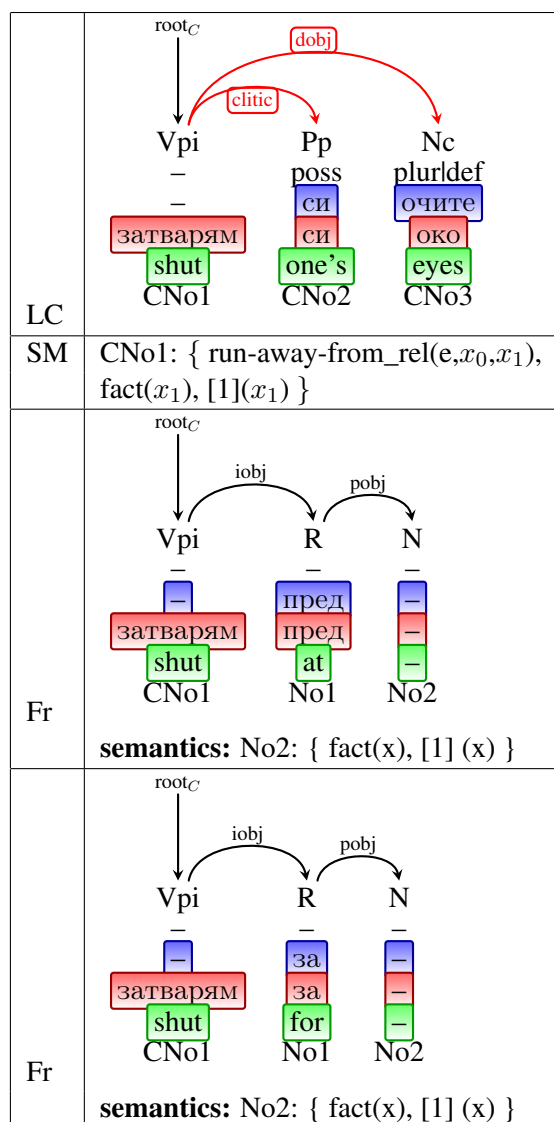 root_C
dobj
clitic
Vpi Pp Nc
– poss plur|def
– си очите
затварям си око
shut one's eyes
CNo1 CNo2 CNo3
LC
SM CNo1: { run-away-from_rel(e,x_0,x_1),
fact(x_1), [1](x_1) }
root_C
iobj pobj
Vpi R N
– – –
– пред –
затварям пред –
shut at –
CNo1 No1 No2
Fr
semantics: No2: { fact(x), [1] (x) }
root_C
iobj pobj
Vpi R N
– – –
– за –
затварям за –
shut for –
CNo1 No1 No2
Fr
semantics: No2: { fact(x), [1] (x) }